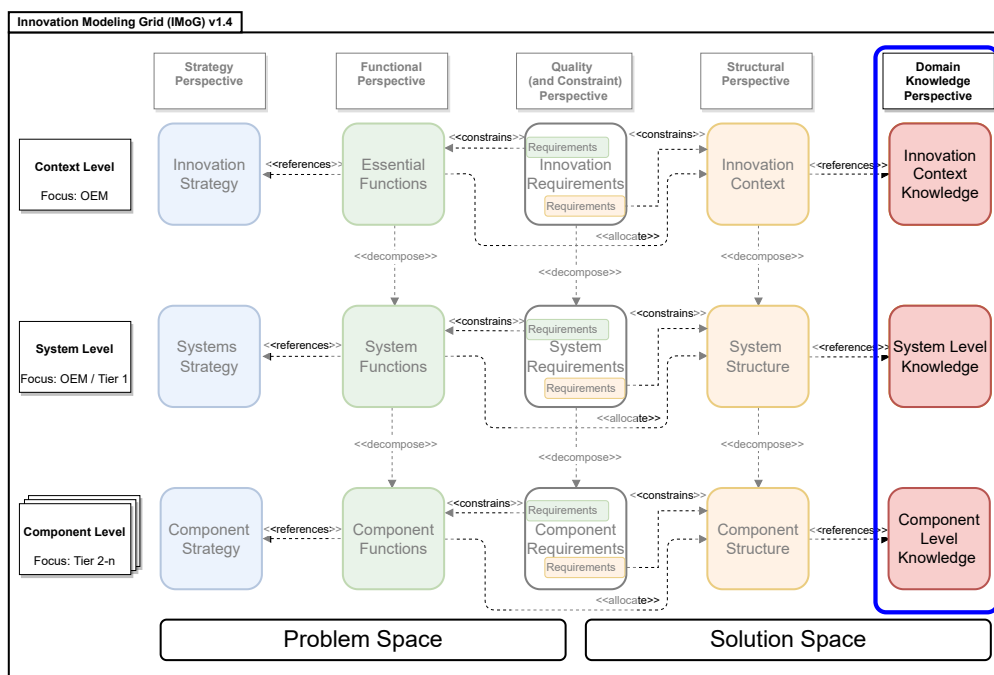 Innovation Modeling Grid (IMoG) v1.4
Strategy
Perspective
Functional
Perspective
Quality
(and Constraint)
Perspective
Structural
Perspective
Domain
Knowledge
Perspective
Context Level
Focus: OEM
Innovation
Strategy
<<references>>
Essential
Functions
<<constrains>>
Requirements
Innovation
Requirements
Requirements
<<constrains>>
<<allocate>>
Innovation
Context
<<references>>
Innovation
Context
Knowledge
<<decompose>>
<<decompose>>
<<decompose>>
System Level
Focus: OEM / Tier 1
Systems
Strategy
<<references>>
System
Functions
<<constrains>>
Requirements
System
Requirements
Requirements
<<constrains>>
<<allocate>>
System
Structure
<<references>>
System Level
Knowledge
<<decompose>>
<<decompose>>
<<decompose>>
Component Level
Focus: Tier 2-n
Component
Strategy
<<references>>
Component
Functions
<<constrains>>
Requirements
Component
Requirements
Requirements
<<constrains>>
<<allocate>>
Component
Structure
<<references>>
Component
Level
Knowledge
Problem Space
Solution Space